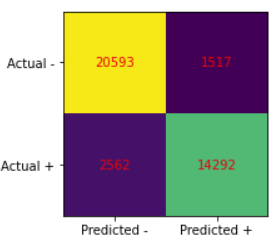 Actual - 20593 1517
Actual + 2562 14292
Predicted - Predicted +